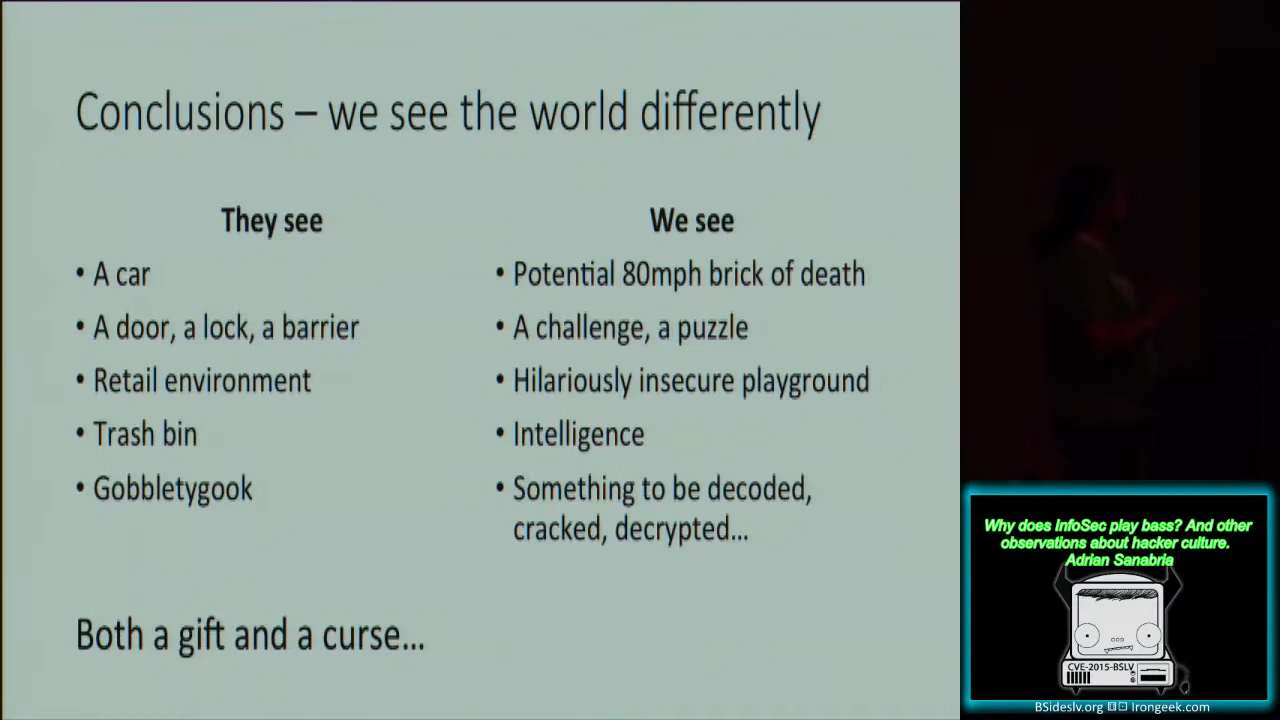 Conclusions – we see the world differently
They see
• A car
• A door, a lock, a barrier
• Retail environment
• Trash bin
• Gobbletygook
We see
• Potential 80mph brick of death
• A challenge, a puzzle
• Hilariously insecure playground
• Intelligence
• Something to be decoded,
cracked, decrypted...
Both a gift and a curse...
Why does InfoSec play bass? And other
observations about hacker culture.
Adrian Sanabria
CVE-2015-BSLV
BSideslv.org Irongeek.com